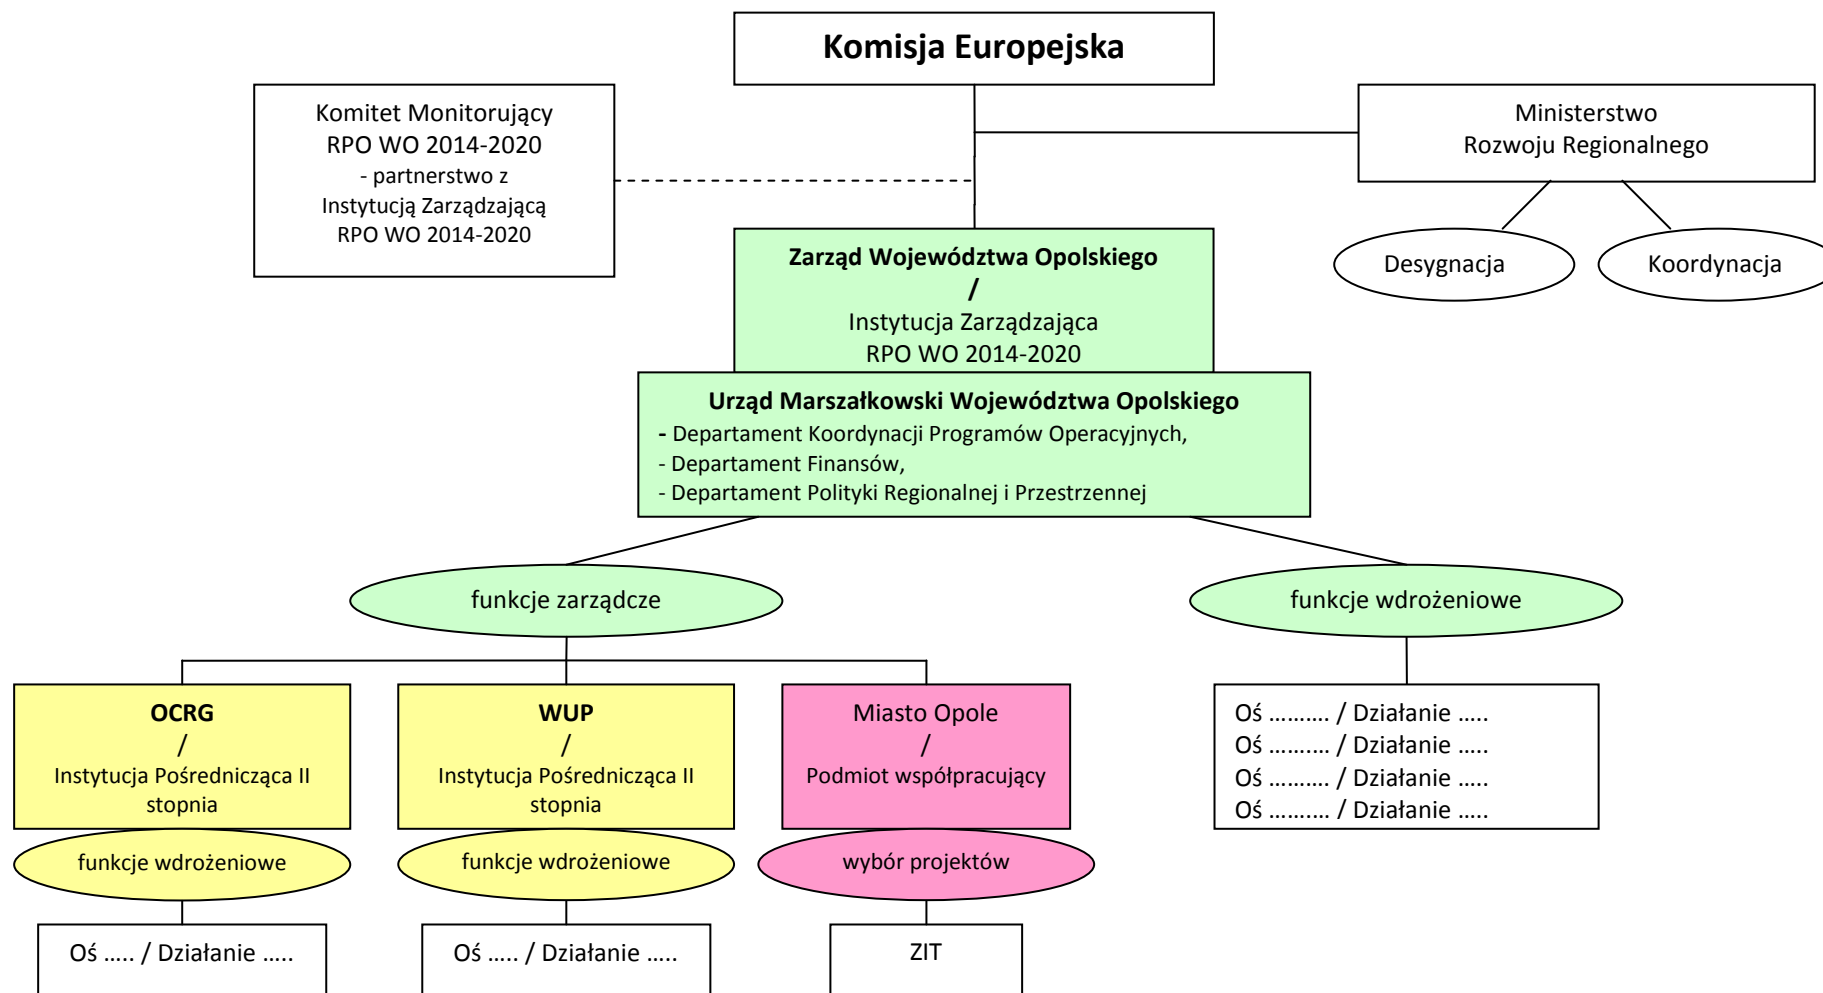 Komisja Europejska
Komitet Monitorujący
RPO WO 2014-2020
- partnerstwo z
Instytucją Zarządzającą
RPO WO 2014-2020
Ministerstwo
Rozwoju Regionalnego
Desygnacja
Koordynacja
Zarząd Województwa Opolskiego
/
Instytucja Zarządzająca
RPO WO 2014-2020
Urząd Marszałkowski Województwa Opolskiego
- Departament Koordynacji Programów Operacyjnych,
- Departament Finansów,
- Departament Polityki Regionalnej i Przestrzennej
funkcje zarządcze
funkcje wdrożeniowe
OCRG
/
Instytucja Pośrednicząca II
stopnia
funkcje wdrożeniowe
Oś ..... / Działanie .....
WUP
/
Instytucja Pośrednicząca II
stopnia
funkcje wdrożeniowe
Oś ..... / Działanie .....
Miasto Opole
/
Podmiot współpracujący
wybór projektów
ZIT
Oś .......... / Działanie .....
Oś .......... / Działanie .....
Oś .......... / Działanie .....
Oś .......... / Działanie .....